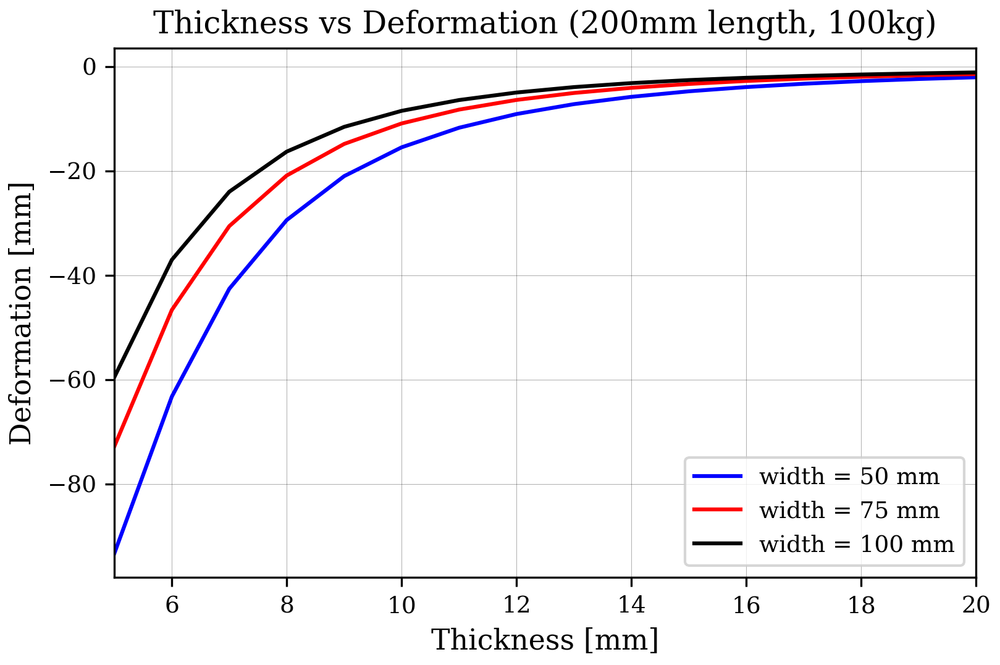 Thickness vs Deformation (200mm length, 100kg)
Deformation [mm]
0
−20
−40
−60
−80
width = 50 mm
width = 75 mm
width = 100 mm
6 8 10 12 14 16 18 20
Thickness [mm]